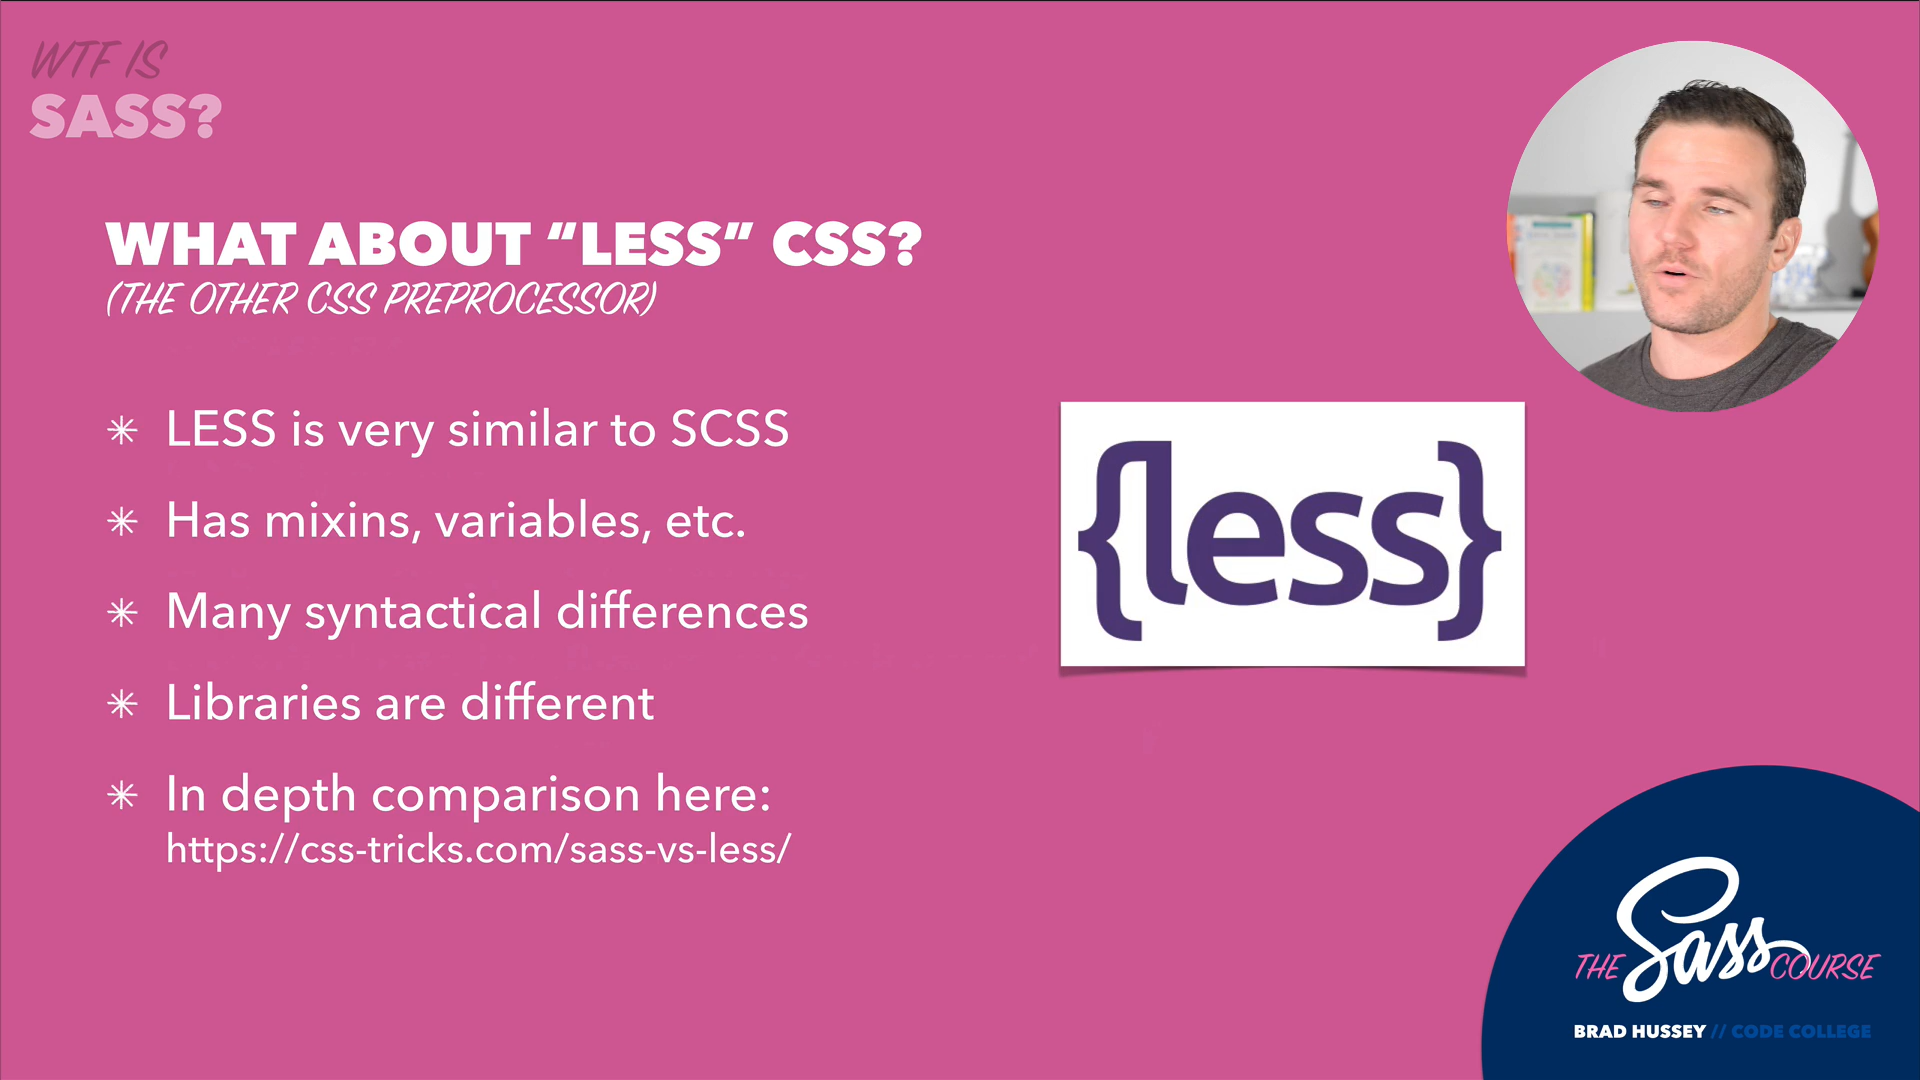 WTF IS
SASS?
WHAT ABOUT “LESS” CSS?
(THE OTHER CSS PREPROCESSOR)
LESS is very similar to SCSS
Has mixins, variables, etc.
Many syntactical differences
Libraries are different
In depth comparison here:
https://css-tricks.com/sass-vs-less/
{less}
THE Sass COURSE
BRAD HUSSEY // CODE COLLEGE